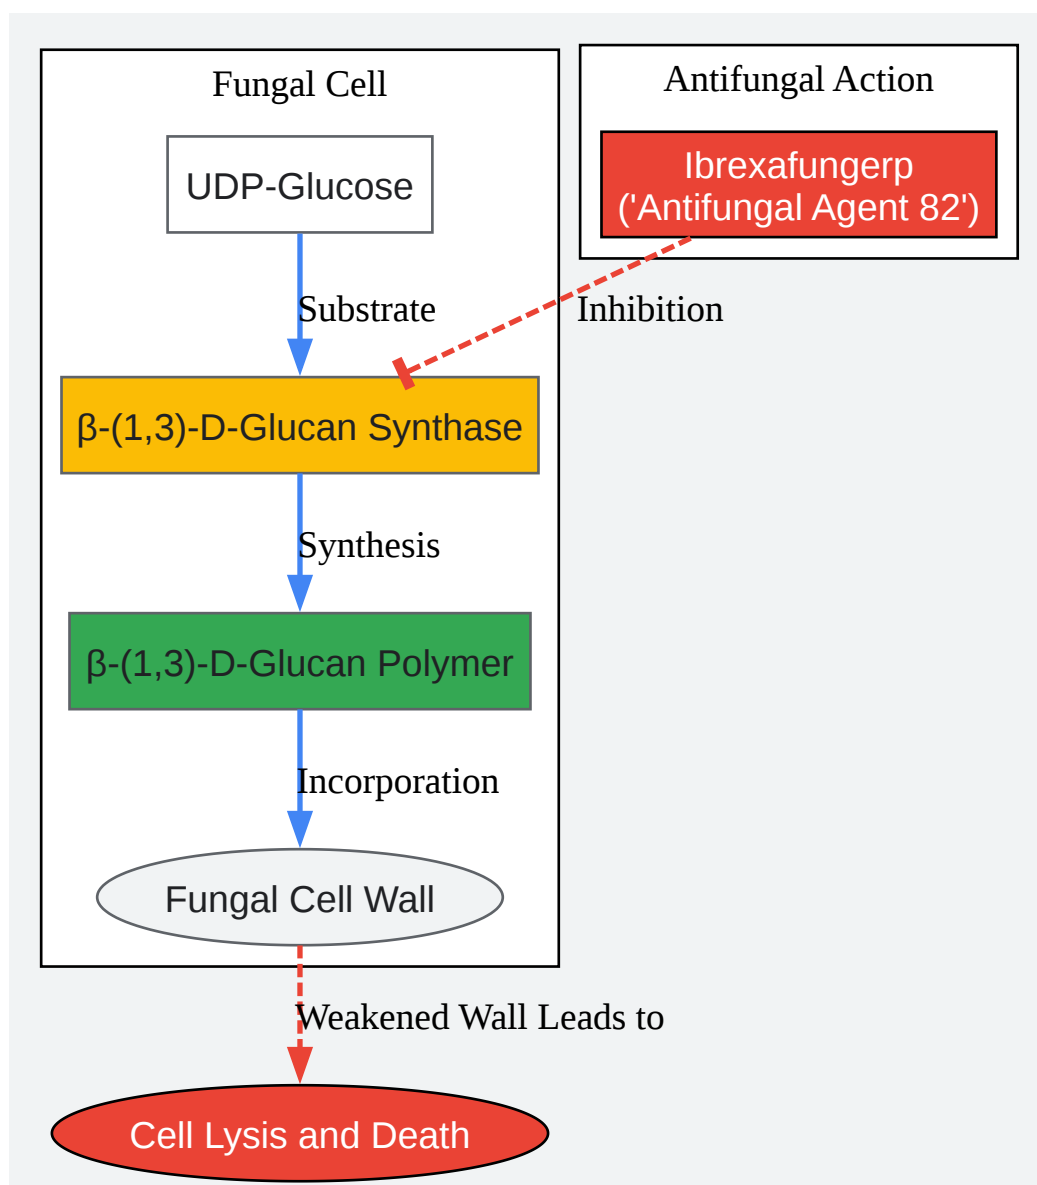 Fungal Cell
Antifungal Action
UDP-Glucose
Ibrexafungerp
('Antifungal Agent 82')
Substrate
Inhibition
β-(1,3)-D-Glucan Synthase
Synthesis
β-(1,3)-D-Glucan Polymer
Incorporation
Fungal Cell Wall
Weakened Wall Leads to
Cell Lysis and Death